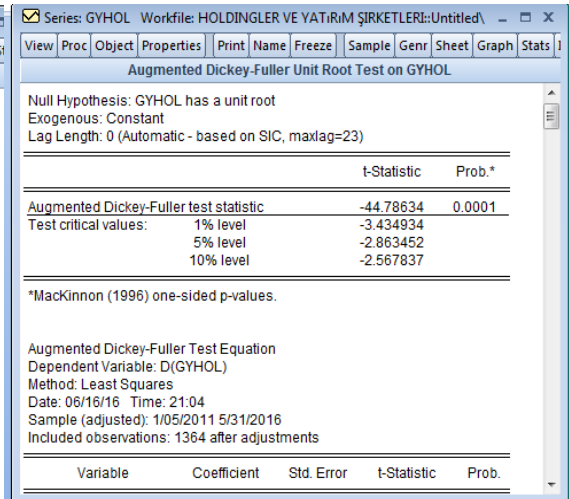 Series: GYHOL Workfile: HOLDINGLER VE YATıRıM ŞIRKETLERI::Untitled\
View Proc Object Properties Print Name Freeze Sample Genr Sheet Graph Stats
Augmented Dickey-Fuller Unit Root Test on GYHOL
Null Hypothesis: GYHOL has a unit root
Exogenous: Constant
Lag Length: 0 (Automatic - based on SIC, maxlag=23)
t-Statistic Prob.*
Augmented Dickey-Fuller test statistic -44.78634 0.0001
Test critical values: 1% level -3.434934
5% level -2.863452
10% level -2.567837
*MacKinnon (1996) one-sided p-values.
Augmented Dickey-Fuller Test Equation
Dependent Variable: D(GYHOL)
Method: Least Squares
Date: 06/16/16 Time: 21:04
Sample (adjusted): 1/05/2011 5/31/2016
Included observations: 1364 after adjustments
Variable Coefficient Std. Error t-Statistic Prob.